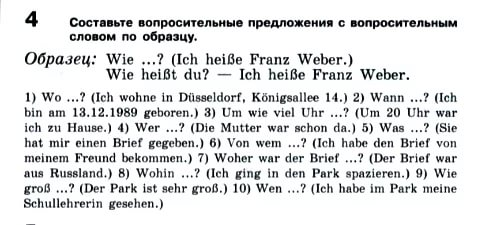 4
Составьте вопросительные предложения с вопросительным
словом по образцу.
Образец: Wie ...? (Ich heiße Franz Weber.)
Wie heißt du? — Ich heiße Franz Weber.
1) Wo ...? (Ich wohne in Düsseldorf, Königsallee 14.) 2) Wann ...? (Ich
bin am 13.12.1989 geboren.) 3) Um wie viel Uhr ...? (Um 20 Uhr war
ich zu Hause.) 4) Wer ...? (Die Mutter war schon da.) 5) Was ...? (Sie
hat mir einen Brief gegeben.) 6) Von wem ...? (Ich habe den Brief von
meinem Freund bekommen.) 7) Woher war der Brief ...? (Der Brief war
aus Russland.) 8) Wohin ...? (Ich ging in den Park spazieren.) 9) Wie
groß ...? (Der Park ist sehr groß.) 10) Wen ...? (Ich habe im Park meine
Schullehrerin gesehen.)